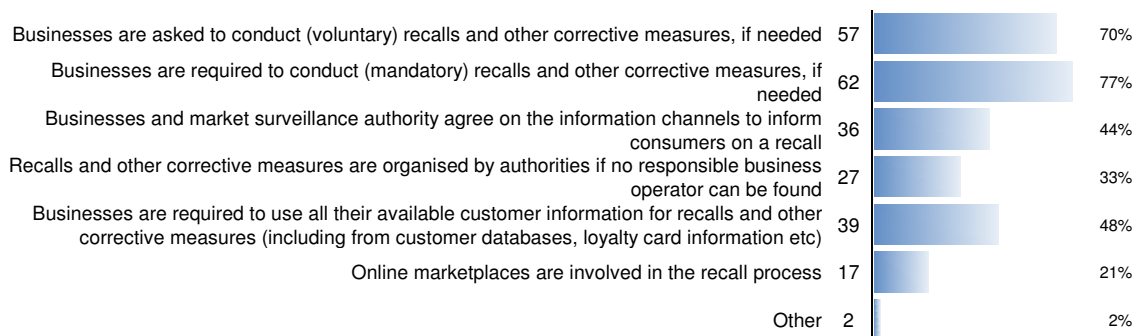 Businesses are asked to conduct (voluntary) recalls and other corrective measures, if needed 57 70%
Businesses are required to conduct (mandatory) recalls and other corrective measures, if
needed 62 77%
Businesses and market surveillance authority agree on the information channels to inform
consumers on a recall 36 44%
Recalls and other corrective measures are organised by authorities if no responsible business
operator can be found 27 33%
Businesses are required to use all their available customer information for recalls and other
corrective measures (including from customer databases, loyalty card information etc) 39 48%
Online marketplaces are involved in the recall process 17 21%
Other 2 2%